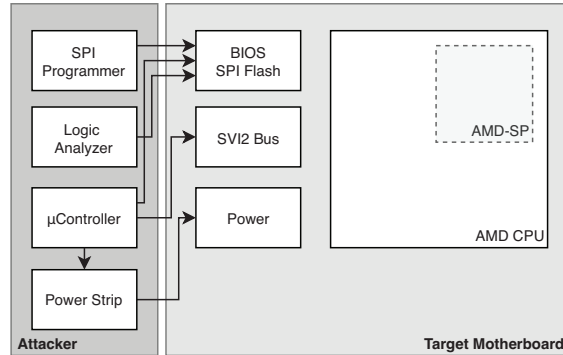 SPI
Programmer
BIOS
SPI Flash
AMD-SP
Logic
Analyzer
SVI2 Bus
µController
Power
AMD CPU
Power Strip
Attacker
Target Motherboard